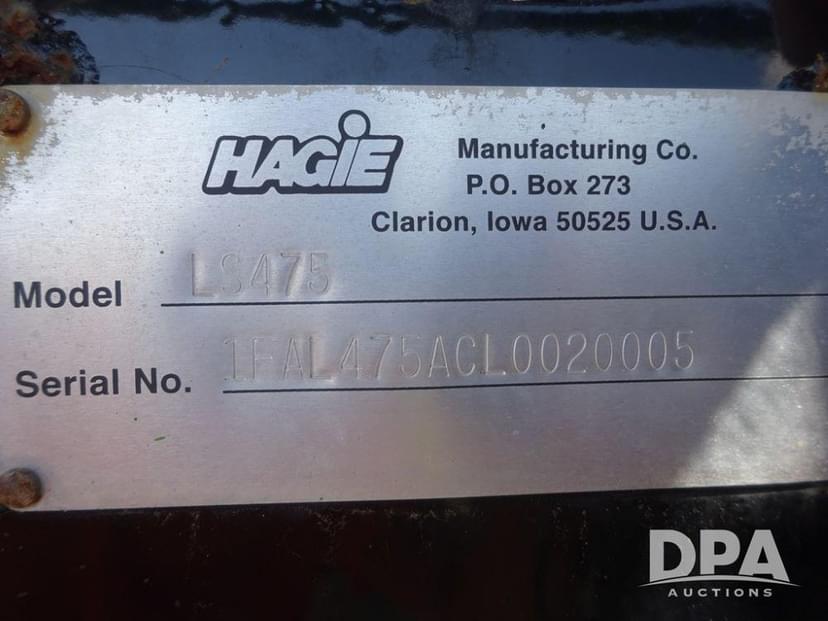 HAGIE
Manufacturing Co.
P.O. Box 273
Clarion, Iowa 50525 U.S.A.
Model LS475
Serial No. 1FAL475ACL0020005
DPA
AUCTIONS